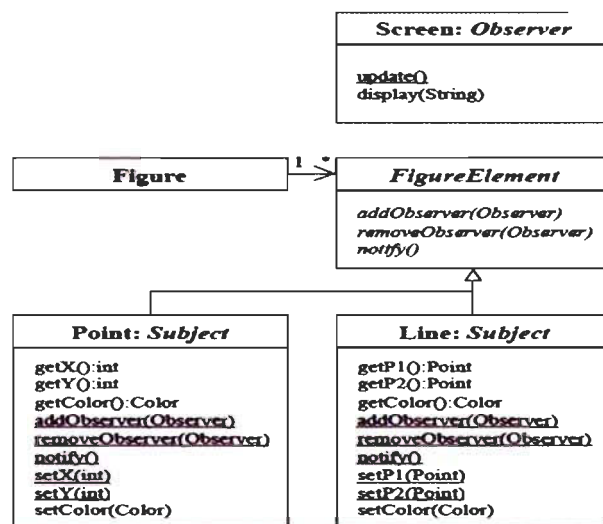 Screen: Observer
update()
display(String)
Figure
1
*
FigureElement
addObserver(Observer)
removeObserver(Observer)
notify()
Point: Subject
getX():int
getY():int
getColor():Color
addObserver(Observer)
removeObserver(Observer)
notify()
setX(int)
setY(int)
setColor(Color)
Line: Subject
getP1():Point
getP2():Point
getColor():Color
addObserver(Observer)
removeObserver(Observer)
notify()
setP1(Point)
setP2(Point)
setColor(Color)